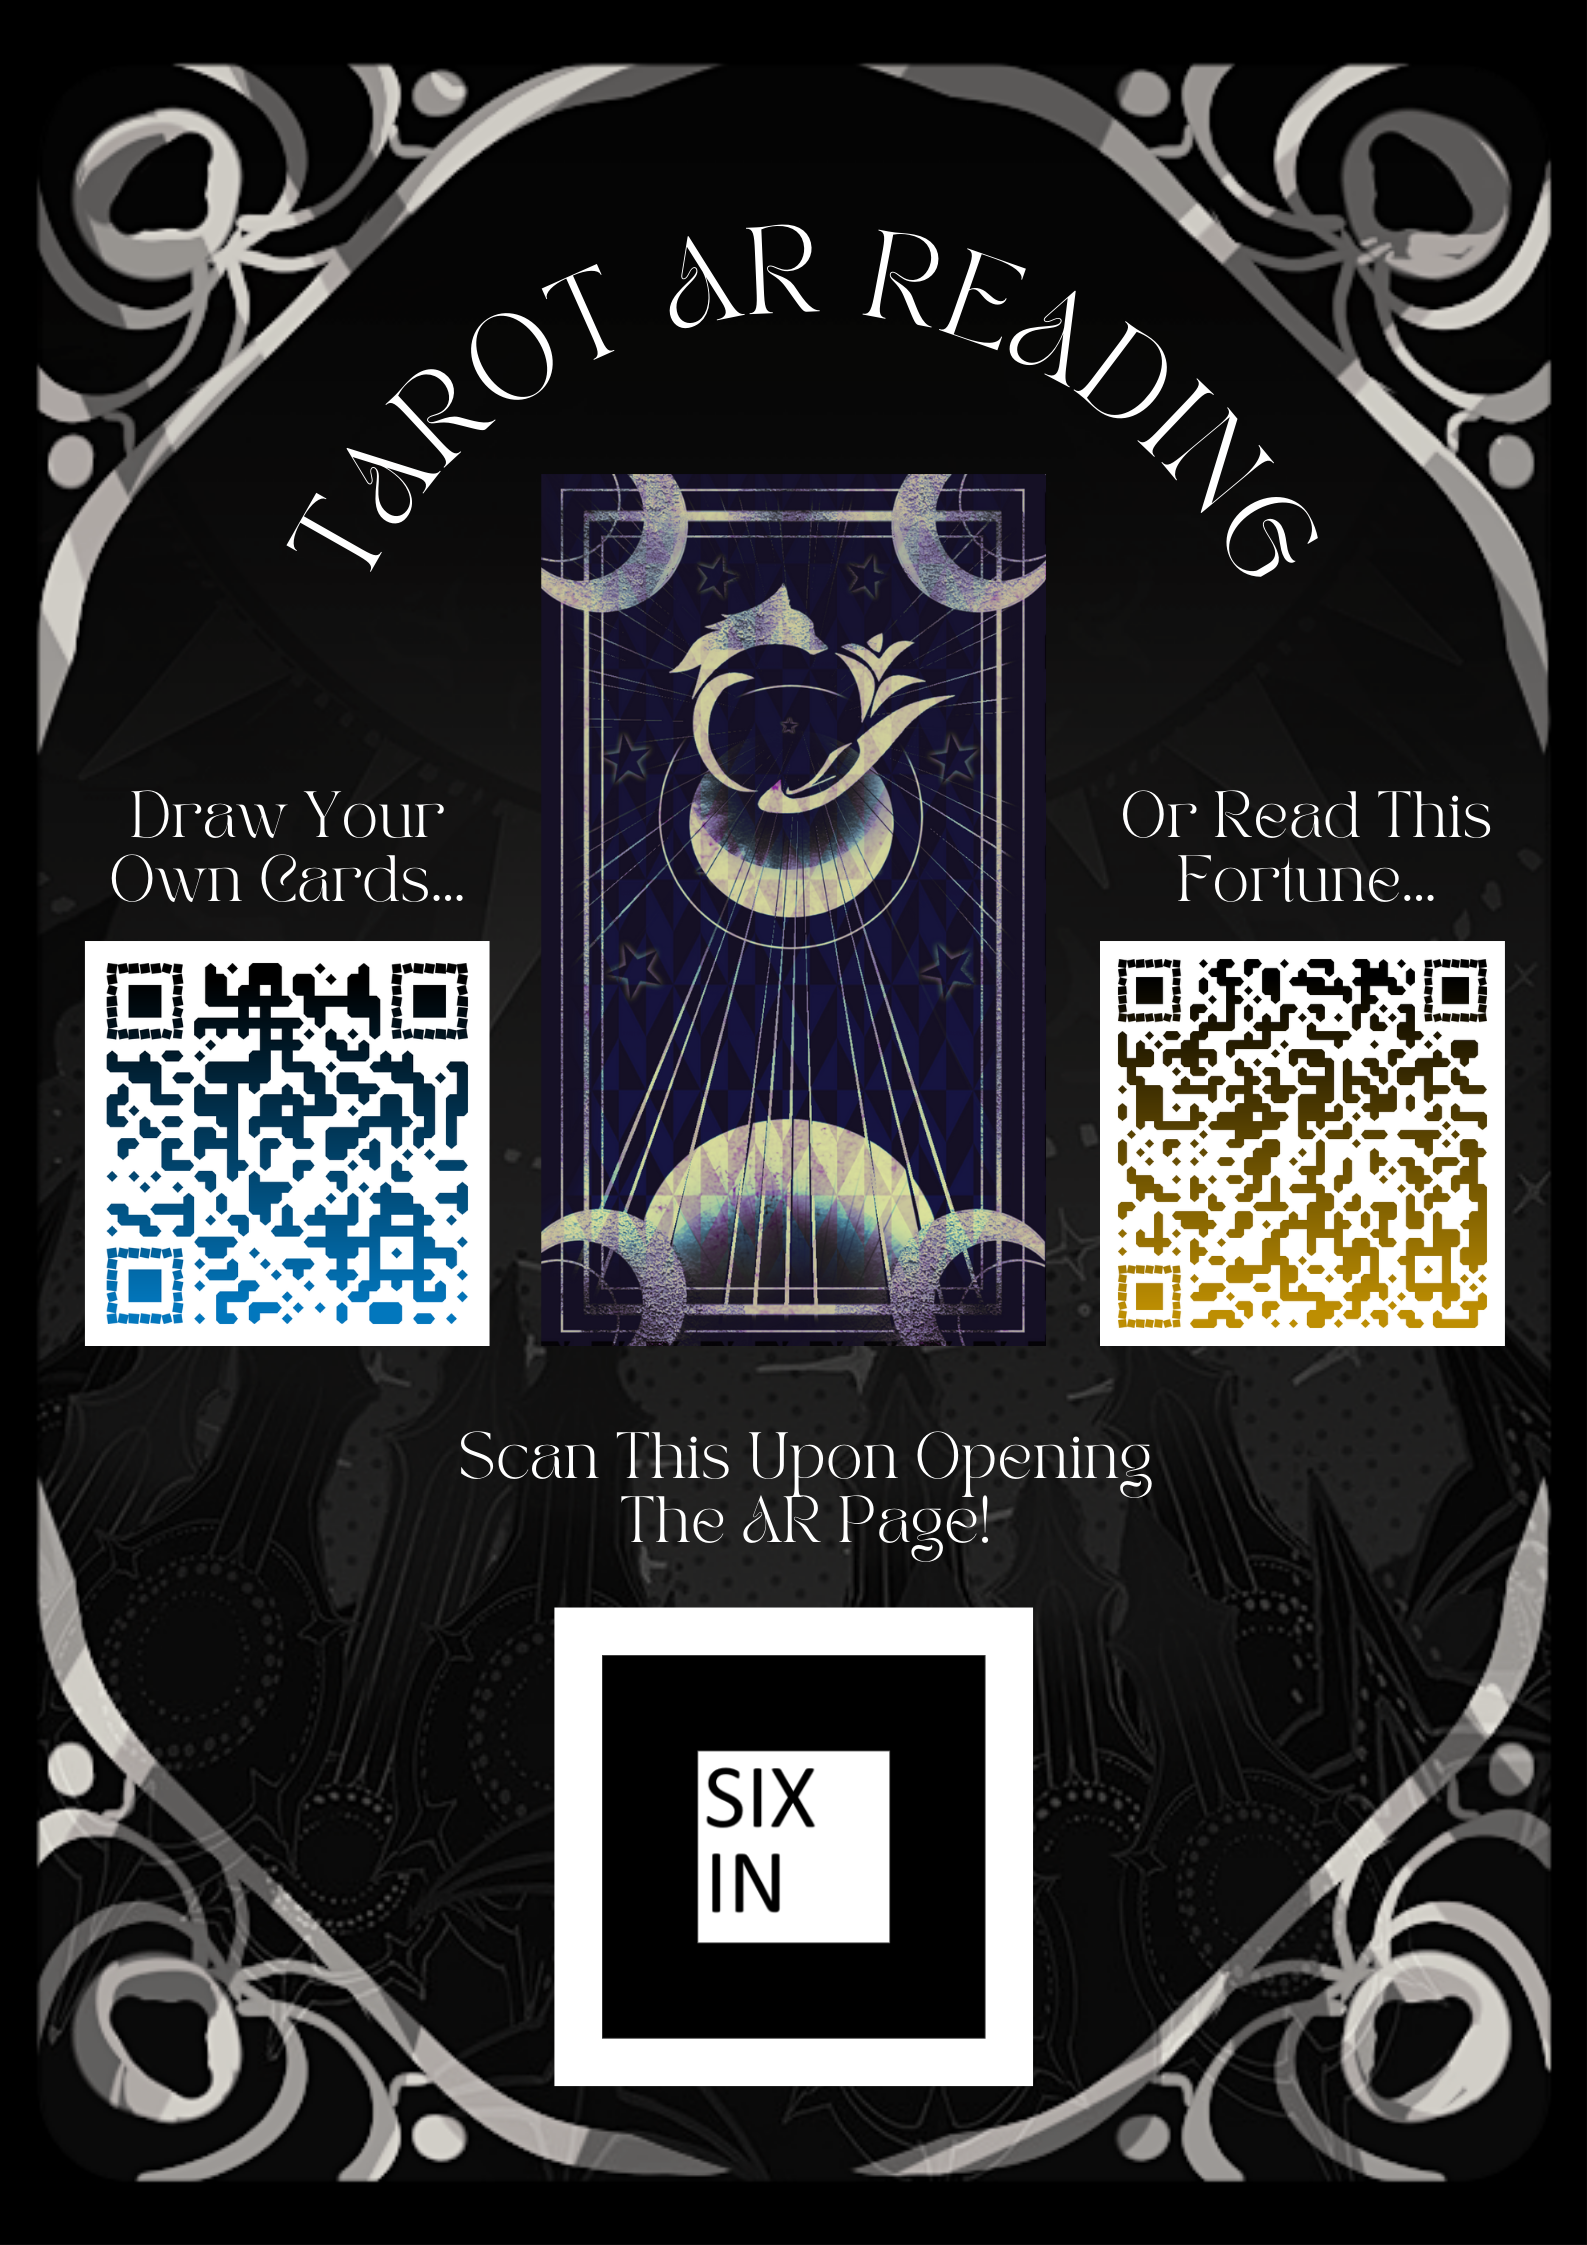 TAROT AR READING
Draw Your
Own Cards...
Or Read This
Fortune...
Scan This Upon Opening
The AR Page!
SIX
IN